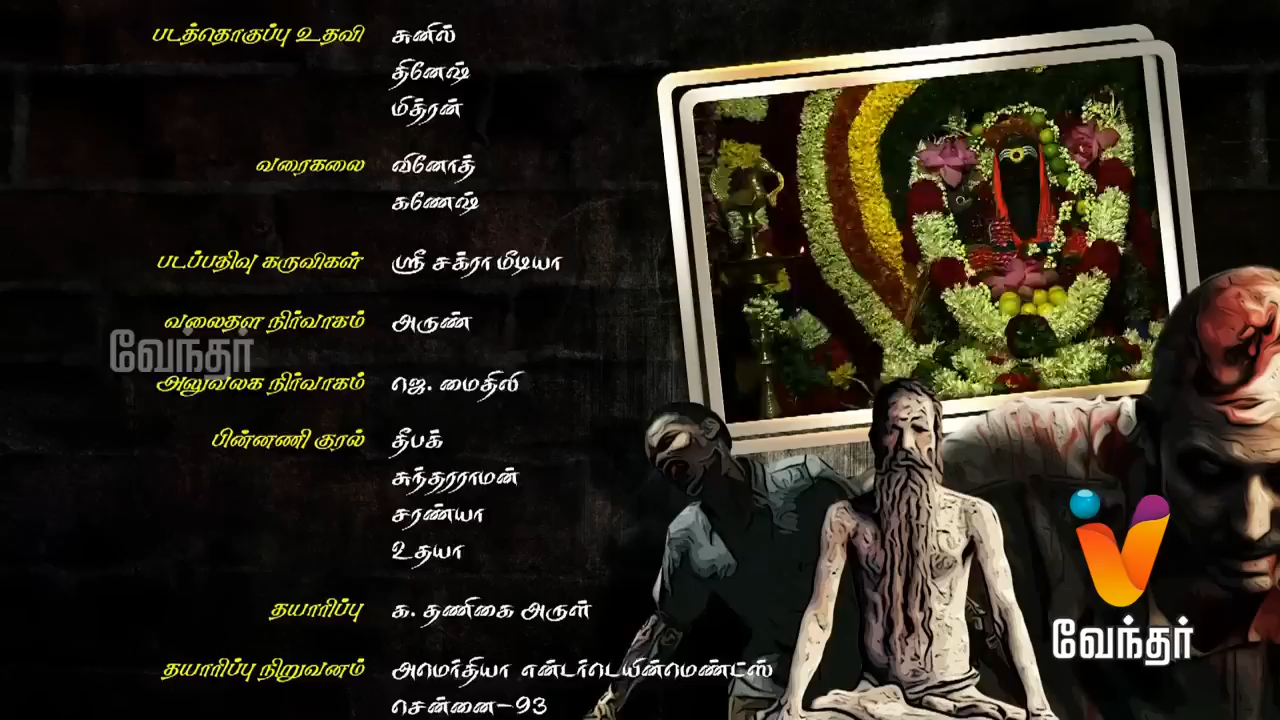 படத்தொகுப்பு உதவி சுனில்
தினேஷ்
மித்ரன்
வரைகலை வினோத்
கணேஷ்
படப்பதிவு கருவிகள் ஸ்ரீ சக்ரா மீடியா
வலைதள நிர்வாகம் அருண்
வேந்தர்
அலுவலக நிர்வாகம் ஜெ. மைதிலி
பின்னணி குரல் தீபக்
சுந்தரராமன்
சரண்யா
உதயா
தயாரிப்பு க. தணிகை அருள்
வேந்தர்
தயாரிப்பு நிறுவனம் அமெர்தியா என்டர்டெயின்மெண்ட்ஸ்
சென்னை-93